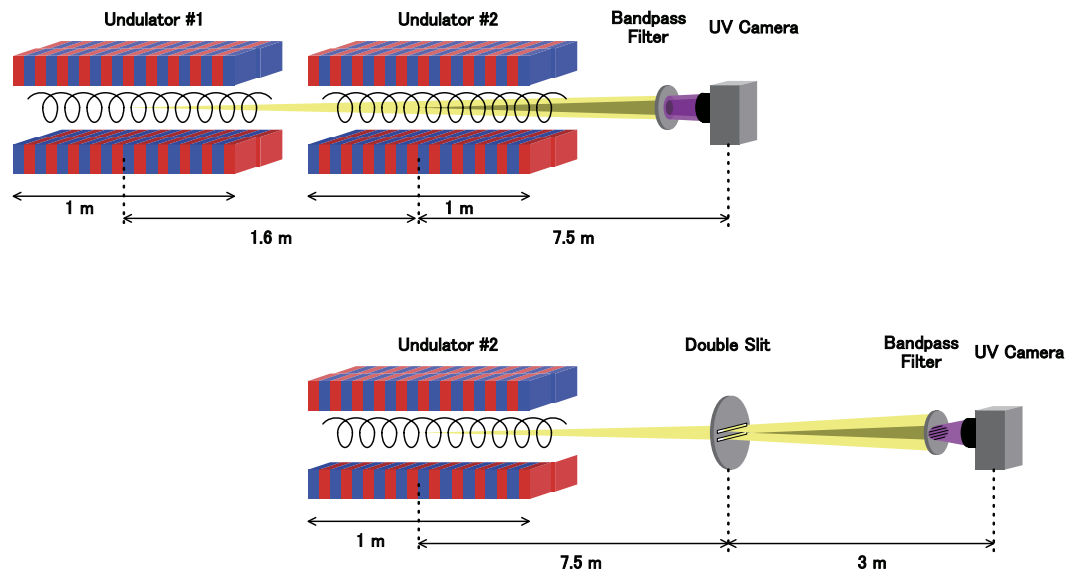 Undulator #1
Undulator #2
Bandpass
Filter
UV Camera
1 m
1 m
1.6 m
7.5 m
Undulator #2
Double Slit
Bandpass
Filter
UV Camera
1 m
7.5 m
3 m